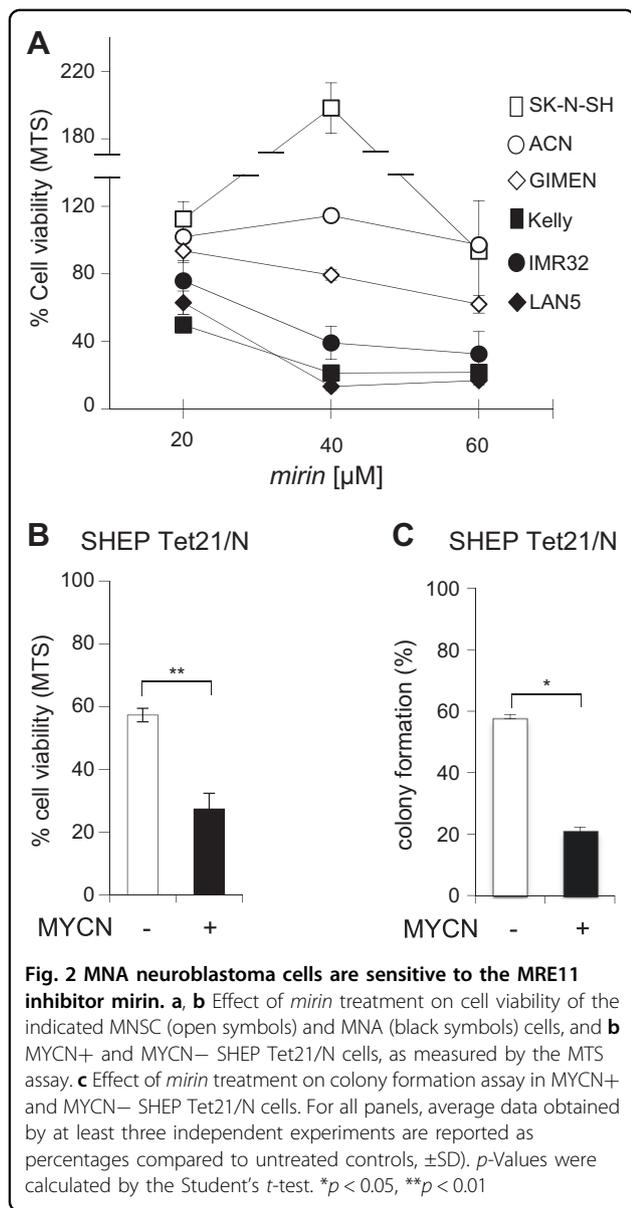 A
220
180
120
80
40
0
% Cell viability (MTS)
20
40
60
mirin [µM]
SK-N-SH
ACN
GIMEN
Kelly
IMR32
LAN5
B SHEP Tet21/N
100
80
60
40
20
0
% cell viability (MTS)
**
MYCN - +
C SHEP Tet21/N
100
80
60
40
20
0
colony formation (%)
*
MYCN - +
Fig. 2 MNA neuroblastoma cells are sensitive to the MRE11
inhibitor mirin. a, b Effect of mirin treatment on cell viability of the
indicated MNSC (open symbols) and MNA (black symbols) cells, and b
MYCN+ and MYCN− SHEP Tet21/N cells, as measured by the MTS
assay. c Effect of mirin treatment on colony formation assay in MYCN+
and MYCN− SHEP Tet21/N cells. For all panels, average data obtained
by at least three independent experiments are reported as
percentages compared to untreated controls, ±SD). p-Values were
calculated by the Student's t-test. *p < 0.05, **p < 0.01